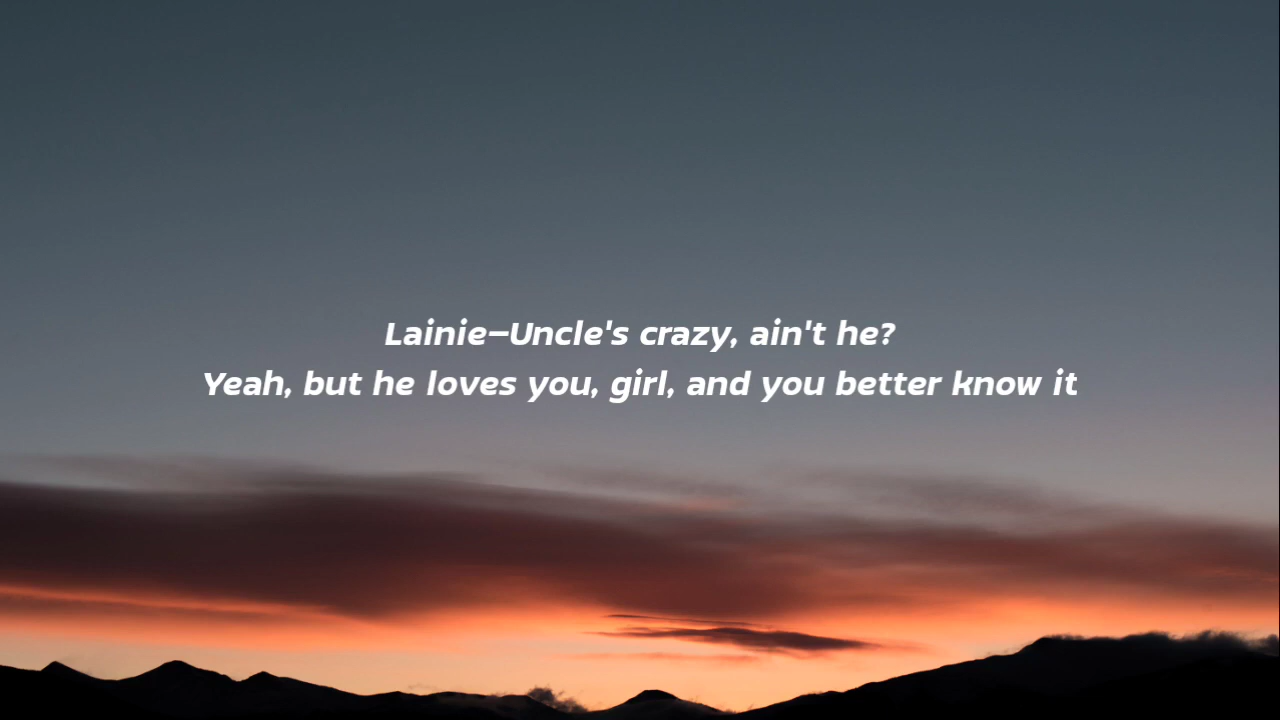 Lainie–Uncle's crazy, ain't he?
Yeah, but he loves you, girl, and you better know it